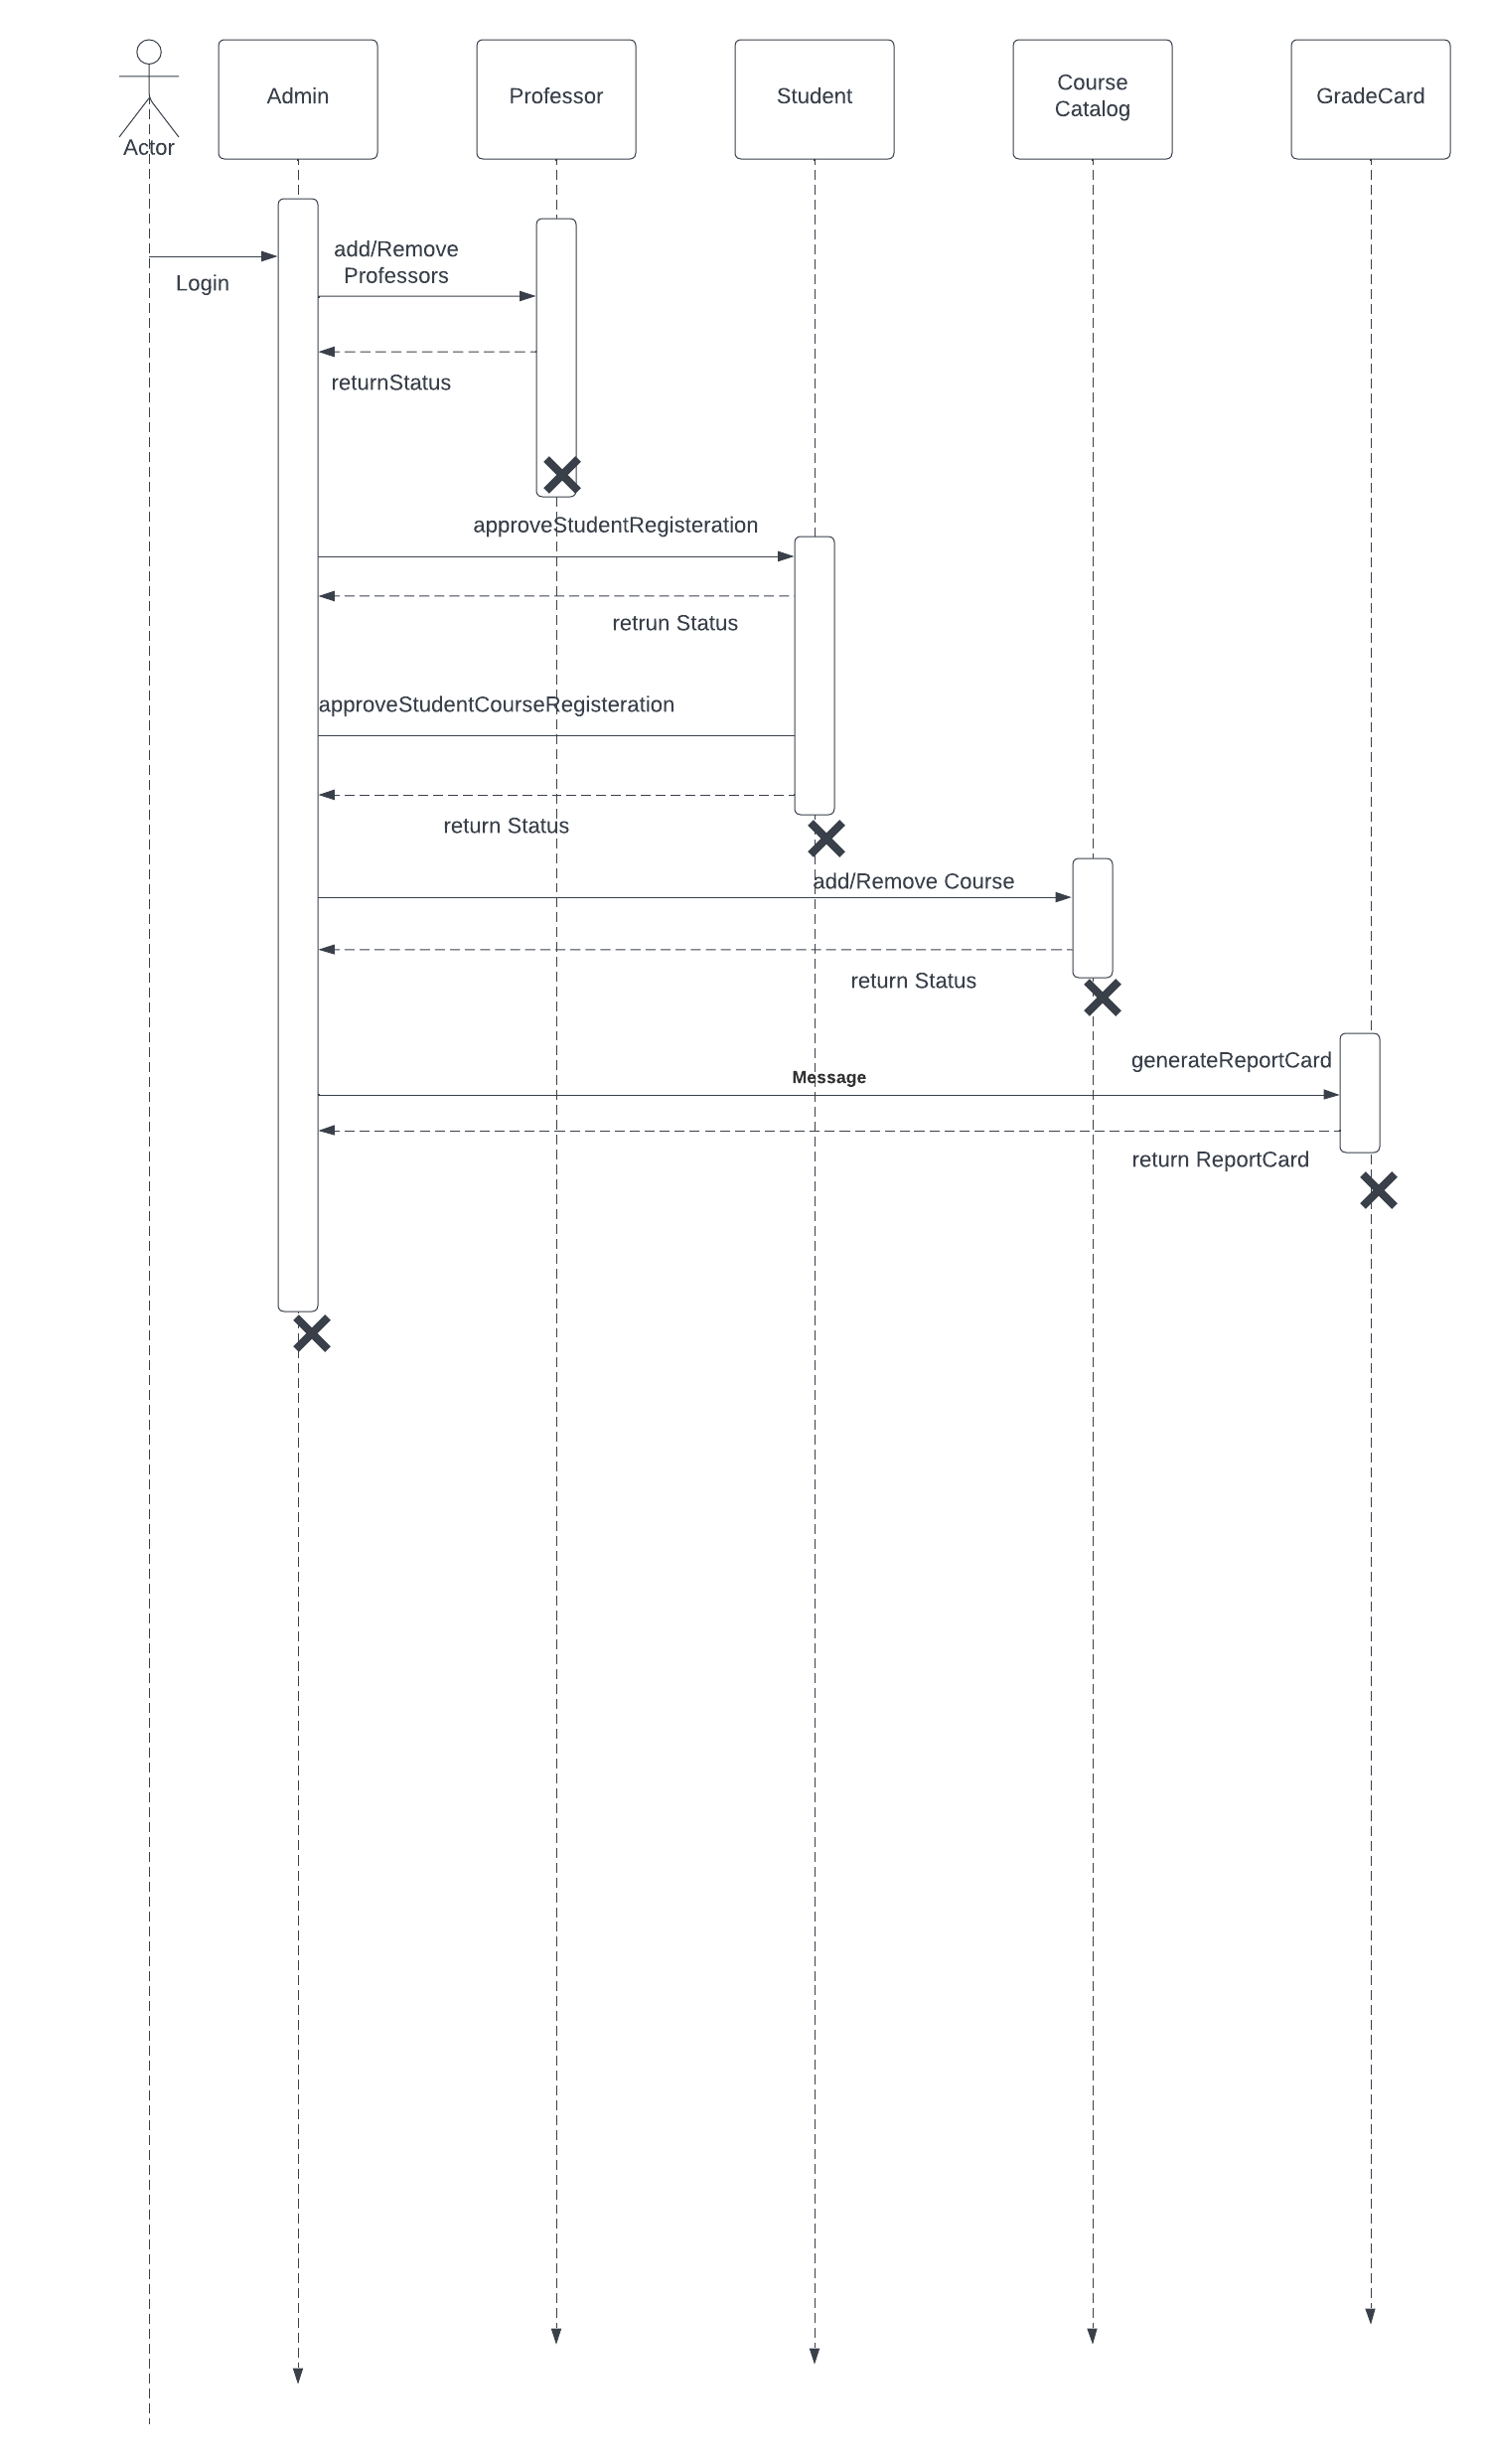 Actor
Admin
Professor
Student
Course
Catalog
GradeCard
Login
add/Remove
Professors
returnStatus
approveStudentRegisteration
retrun Status
approveStudentCourseRegisteration
return Status
add/Remove Course
return Status
generateReportCard
Message
return ReportCard